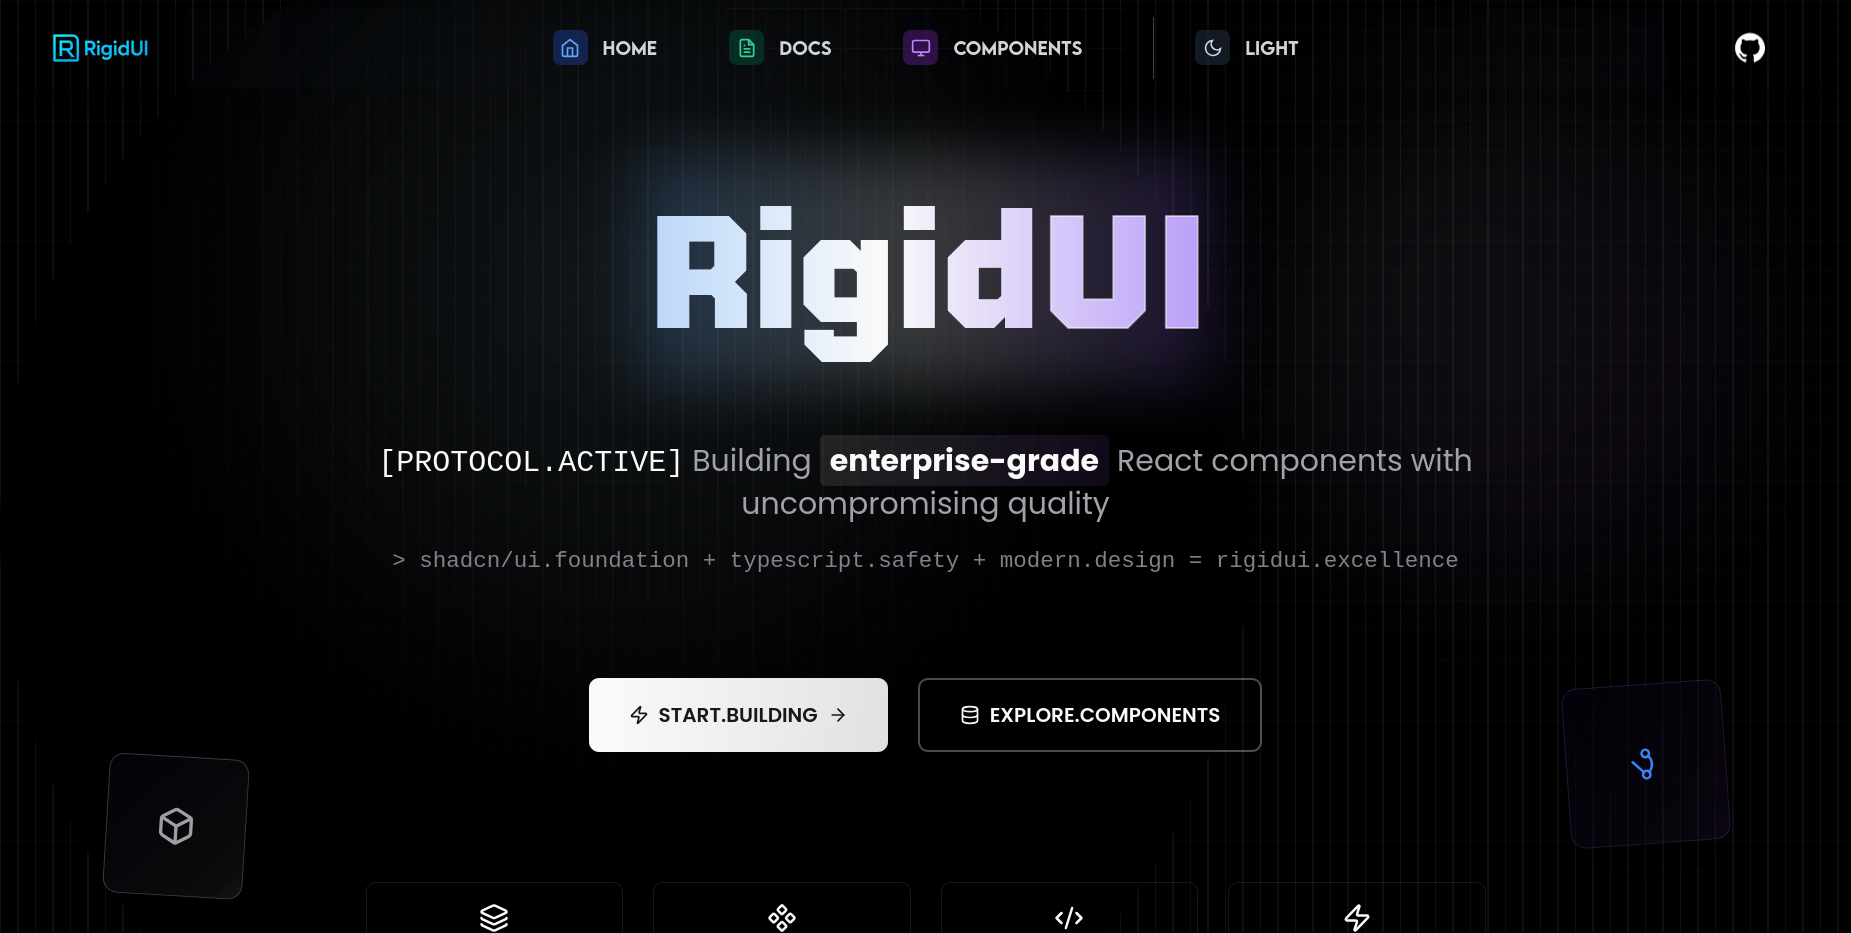 RigidUI
HOME
DOCS
COMPONENTS
LIGHT
RigidUI
[PROTOCOL.ACTIVE] Building enterprise-grade React components with
uncompromising quality
> shadcn/ui.foundation + typescript.safety + modern.design = rigidui.excellence
START.BUILDING
EXPLORE.COMPONENTS